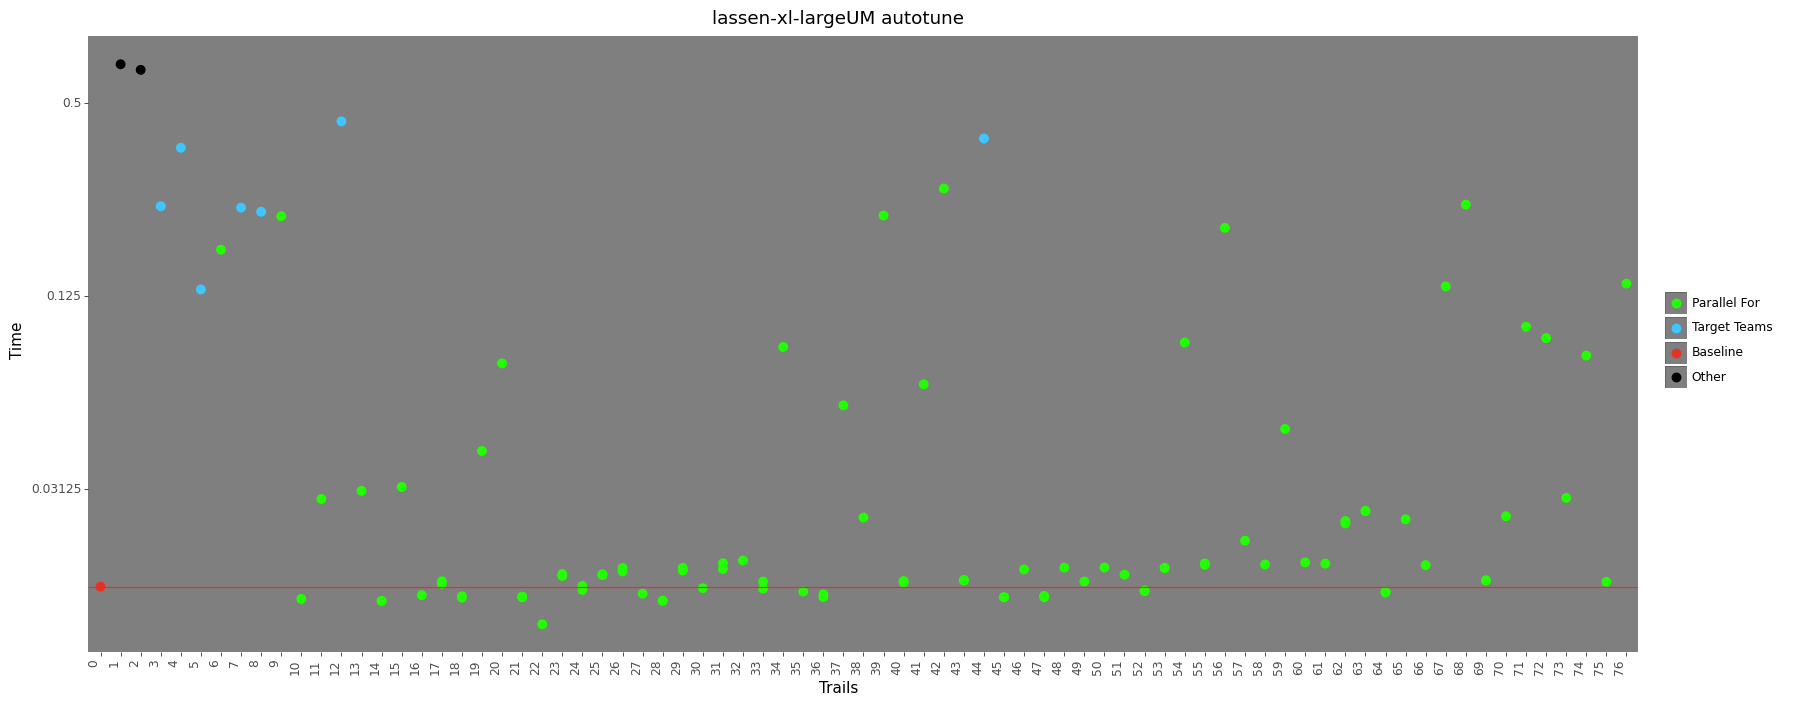 lassen-xl-largeUM autotune
Time
0.5
0.125
0.03125
0 1 2 3 4 5 6 7 8 9 10 11 12 13 14 15 16 17 18 19 20 21 22 23 24 25 26 27 28 29 30 31 32 33 34 35 36 37 38 39 40 41 42 43 44 45 46 47 48 49 50 51 52 53 54 55 56 57 58 59 60 61 62 63 64 65 66 67 68 69 70 71 72 73 74 75 76
Trails
Parallel For
Target Teams
Baseline
Other